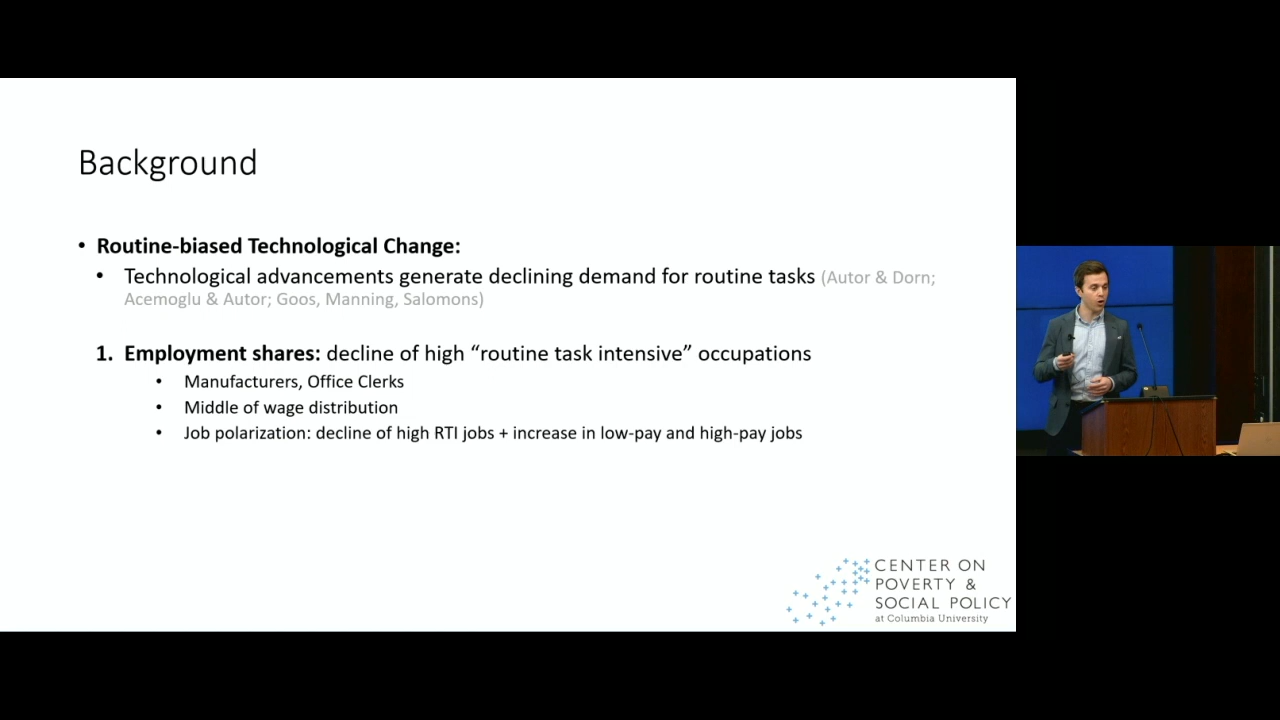 Background
• Routine-biased Technological Change:
• Technological advancements generate declining demand for routine tasks (Autor & Dorn;
Acemoglu & Autor; Goos, Manning, Salomons)
1. Employment shares: decline of high “routine task intensive” occupations
• Manufacturers, Office Clerks
• Middle of wage distribution
• Job polarization: decline of high RTI jobs + increase in low-pay and high-pay jobs
CENTER ON
POVERTY &
SOCIAL POLICY
at Columbia University